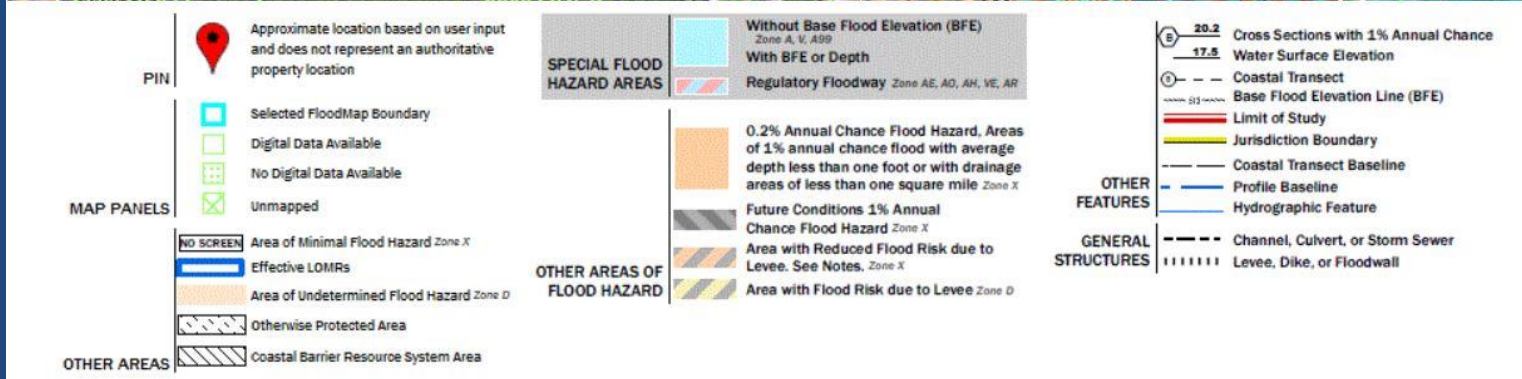 PIN
Approximate location based on user input
and does not represent an authoritative
property location
MAP PANELS
Selected FloodMap Boundary
Digital Data Available
No Digital Data Available
Unmapped
OTHER AREAS
NO SCREEN Area of Minimal Flood Hazard Zone X
Effective LOMRs
Area of Undetermined Flood Hazard Zone D
Otherwise Protected Area
Coastal Barrier Resource System Area
SPECIAL FLOOD
HAZARD AREAS
Without Base Flood Elevation (BFE)
Zone A, V, A99
With BFE or Depth
Regulatory Floodway Zone AE, AO, AH, VE, AR
OTHER AREAS OF
FLOOD HAZARD
0.2% Annual Chance Flood Hazard, Areas
of 1% annual chance flood with average
depth less than one foot or with drainage
areas of less than one square mile Zone X
Future Conditions 1% Annual
Chance Flood Hazard Zone X
Area with Reduced Flood Risk due to
Levee. See Notes. Zone X
Area with Flood Risk due to Levee Zone D
OTHER
FEATURES
B 20.2 Cross Sections with 1% Annual Chance
17.5 Water Surface Elevation
Coastal Transect
513 Base Flood Elevation Line (BFE)
Limit of Study
Jurisdiction Boundary
Coastal Transect Baseline
Profile Baseline
Hydrographic Feature
GENERAL
STRUCTURES
Channel, Culvert, or Storm Sewer
Levee, Dike, or Floodwall